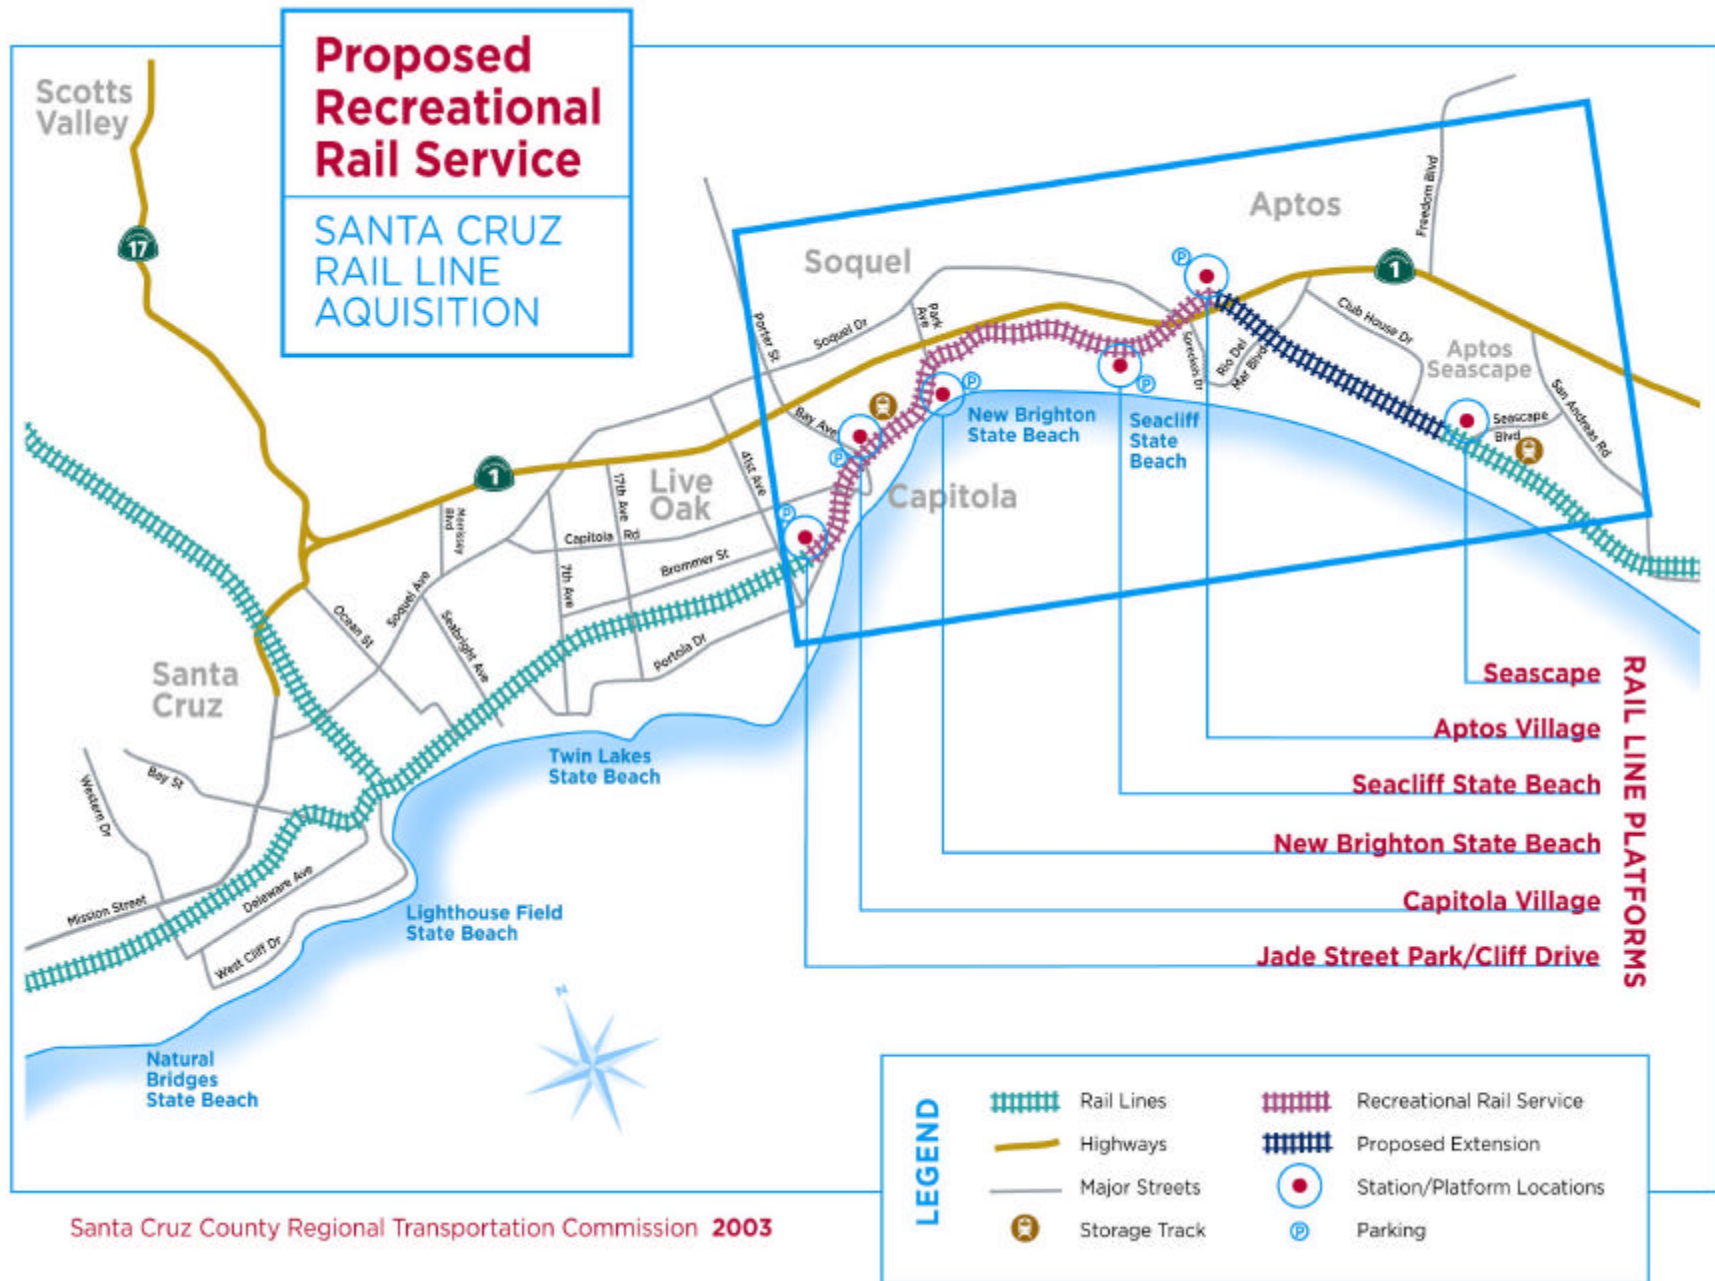 Proposed
Recreational
Rail Service
SANTA CRUZ
RAIL LINE
AQUISITION
Scotts
Valley
17
Soquel
Aptos
Freedom Blvd
1
Porter St
Soquel Dr
Park
Ave
Spreckels Dr
Rio Del
Mar Blvd
Club House Dr
Aptos
Seascape
San Andreas Rd
Seascape
Blvd
P
P
P
P
P
Bay Ave
New Brighton
State Beach
Seacliff
State
Beach
Capitola
41st Ave
1
Live
Oak
17th Ave
Morrissey
Blvd
Capitola Rd
Brommer St
7th Ave
Soquel Ave
Ocean St
Seabright Ave
Portola Dr
Santa
Cruz
Bay St
Western Dr
Mission Street
Delaware Ave
West Cliff Dr
Twin Lakes
State Beach
Lighthouse Field
State Beach
Natural
Bridges
State Beach
N
Seascape
Aptos Village
Seacliff State Beach
New Brighton State Beach
Capitola Village
Jade Street Park/Cliff Drive
RAIL LINE PLATFORMS
LEGEND
Rail Lines
Highways
Major Streets
Storage Track
Recreational Rail Service
Proposed Extension
Station/Platform Locations
P
Parking
Santa Cruz County Regional Transportation Commission 2003